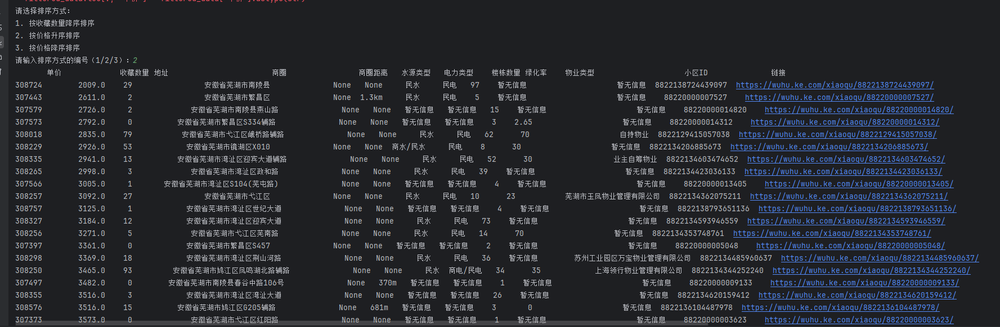 请选择排序方式:
1. 按收藏数量降序排序
2. 按价格升序排序
3. 按价格降序排序
请输入排序方式的编号（1/2/3）: 2
单价 收藏数量 地址 商圈 商圈距离 水源类型 电力类型 楼栋数量 绿化率 物业类型 小区ID 链接
308724 2009.0 29 安徽省芜湖市南陵县 None None 民水 民电 97 暂无信息 暂无信息 8822138724439097 https://wuhu.ke.com/xiaoqu/8822138724439097/
307443 2611.0 2 安徽省芜湖市繁昌区 None 1.3km 民水 民电 5 暂无信息 暂无信息 88220000007527 https://wuhu.ke.com/xiaoqu/88220000007527/
307579 2726.0 2 安徽省芜湖市南陵县燕山路 None None 暂无信息 暂无信息 15 暂无信息 暂无信息 88220000014820 https://wuhu.ke.com/xiaoqu/88220000014820/
307573 2792.0 0 安徽省芜湖市繁昌区S334辅路 None None 暂无信息 暂无信息 3 2.65 暂无信息 88220000014312 https://wuhu.ke.com/xiaoqu/88220000014312/
308018 2835.0 79 安徽省芜湖市弋江区峨桥路辅路 None None 民水 民电 62 70 自持物业 8822129415057038 https://wuhu.ke.com/xiaoqu/8822129415057038/
308229 2926.0 53 安徽省芜湖市镜湖区X010 None None 商水/民水 民电 8 30 暂无信息 8822134206885673 https://wuhu.ke.com/xiaoqu/8822134206885673/
308335 2941.0 13 安徽省芜湖市湾沚区迎宾大道辅路 None None 民水 民电 52 30 业主自筹物业 8822134603474652 https://wuhu.ke.com/xiaoqu/8822134603474652/
308265 2998.0 3 安徽省芜湖市湾沚区政和路 None None 民水 民电 39 暂无信息 暂无信息 8822134423036133 https://wuhu.ke.com/xiaoqu/8822134423036133/
307566 3005.0 1 安徽省芜湖市湾沚区S104(芜屯路) None None 暂无信息 暂无信息 4 暂无信息 暂无信息 88220000013405 https://wuhu.ke.com/xiaoqu/88220000013405/
308257 3092.0 27 安徽省芜湖市弋江区 None None 民水 民电 10 23 芜湖市玉凤物业管理有限公司 8822134362075211 https://wuhu.ke.com/xiaoqu/8822134362075211/
308757 3125.0 1 安徽省芜湖市湾沚区世纪大道 None None 暂无信息 暂无信息 4 暂无信息 暂无信息 8822138793651136 https://wuhu.ke.com/xiaoqu/8822138793651136/
308327 3184.0 12 安徽省芜湖市湾沚区迎宾大道 None None 民水 民电 73 暂无信息 暂无信息 8822134593946559 https://wuhu.ke.com/xiaoqu/8822134593946559/
308256 3271.0 5 安徽省芜湖市弋江区芜南路 None None 民水 民电 14 70 暂无信息 8822134353748761 https://wuhu.ke.com/xiaoqu/8822134353748761/
307397 3361.0 0 安徽省芜湖市繁昌区S457 None None 暂无信息 暂无信息 2 暂无信息 暂无信息 88220000005048 https://wuhu.ke.com/xiaoqu/88220000005048/
308298 3369.0 18 安徽省芜湖市湾沚区荆山河路 None None 民水 民电 36 暂无信息 苏州工业园区万宝物业管理有限公司 8822134485960637 https://wuhu.ke.com/xiaoqu/8822134485960637/
308250 3465.0 93 安徽省芜湖市鸠江区凤鸣湖北路辅路 None None 民水 商电/民电 34 35 上海领行物业管理有限公司 8822134344252240 https://wuhu.ke.com/xiaoqu/8822134344252240/
307497 3482.0 0 安徽省芜湖市南陵县春谷中路106号 None 370m 暂无信息 暂无信息 1 暂无信息 暂无信息 88220000009133 https://wuhu.ke.com/xiaoqu/88220000009133/
308355 3516.0 3 安徽省芜湖市湾沚区湾沚大道 None None 暂无信息 暂无信息 26 暂无信息 暂无信息 8822134620159412 https://wuhu.ke.com/xiaoqu/8822134620159412/
308576 3516.0 15 安徽省芜湖市鸠江区G205辅路 None 681m 暂无信息 暂无信息 3 0 暂无信息 8822136104487978 https://wuhu.ke.com/xiaoqu/8822136104487978/
307373 3573.0 0 安徽省芜湖市弋江区红阳路 None None 暂无信息 暂无信息 1 暂无信息 暂无信息 88220000003623 https://wuhu.ke.com/xiaoqu/88220000003623/